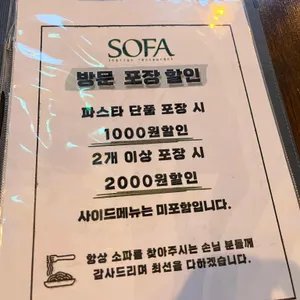 SOFA
italian restaurant
방문 포장 할인
파스타 단품 포장 시
1000원할인
2개 이상 포장 시
2000원할인
사이드메뉴는 미포함입니다.
항상 소파를 찾아주시는 손님 분들께
감사드리며 최선을 다하겠습니다.